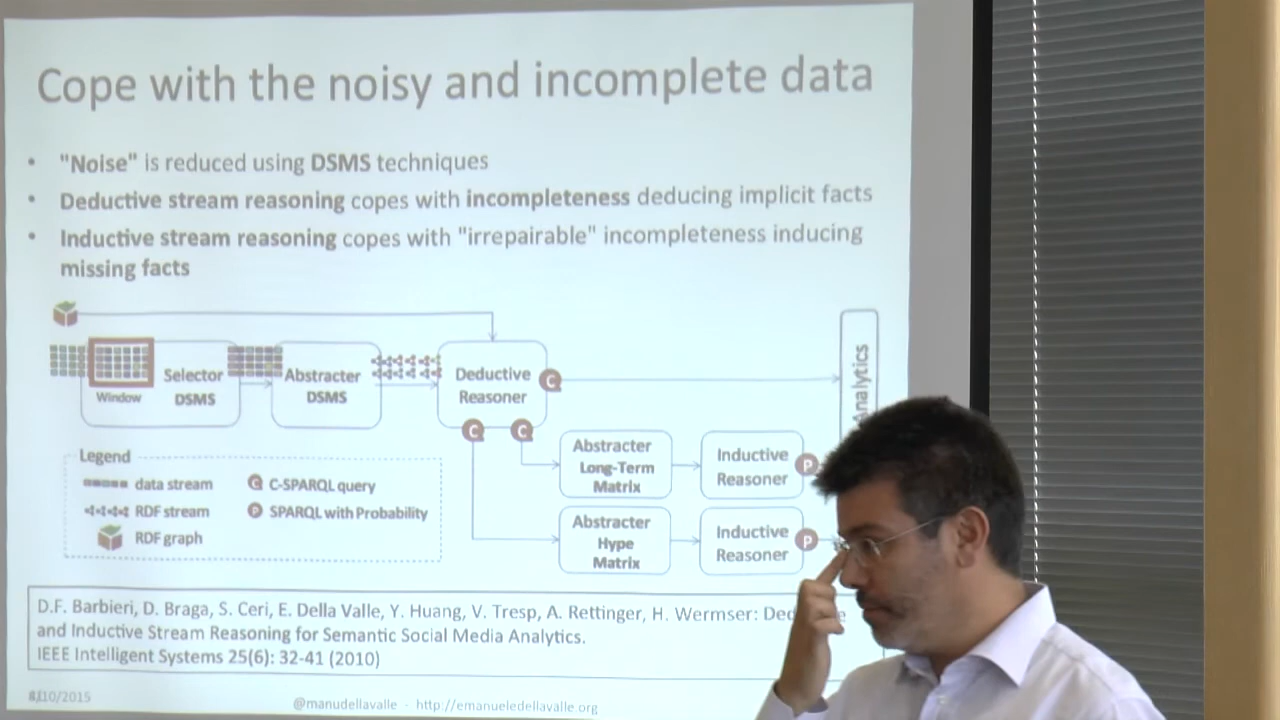 Cope with the noisy and incomplete data
• "Noise" is reduced using DSMS techniques
• Deductive stream reasoning copes with incompleteness deducing implicit facts
• Inductive stream reasoning copes with "irrepairable" incompleteness inducing
missing facts
Window
Selector
DSMS
Abstracter
DSMS
Deductive
Reasoner
C
C
C
Analytics
Abstracter
Long-Term
Matrix
Inductive
Reasoner
P
Abstracter
Hype
Matrix
Inductive
Reasoner
P
Legend
data stream
C C-SPARQL query
RDF stream
P SPARQL with Probability
RDF graph
D.F. Barbieri, D. Braga, S. Ceri, E. Della Valle, Y. Huang, V. Tresp, A. Rettinger, H. Wermser:
and Inductive Stream Reasoning for Semantic Social Media Analytics.
IEEE Intelligent Systems 25(6): 32-41 (2010)
@manudellavalle - http://emanueledellavalle.org